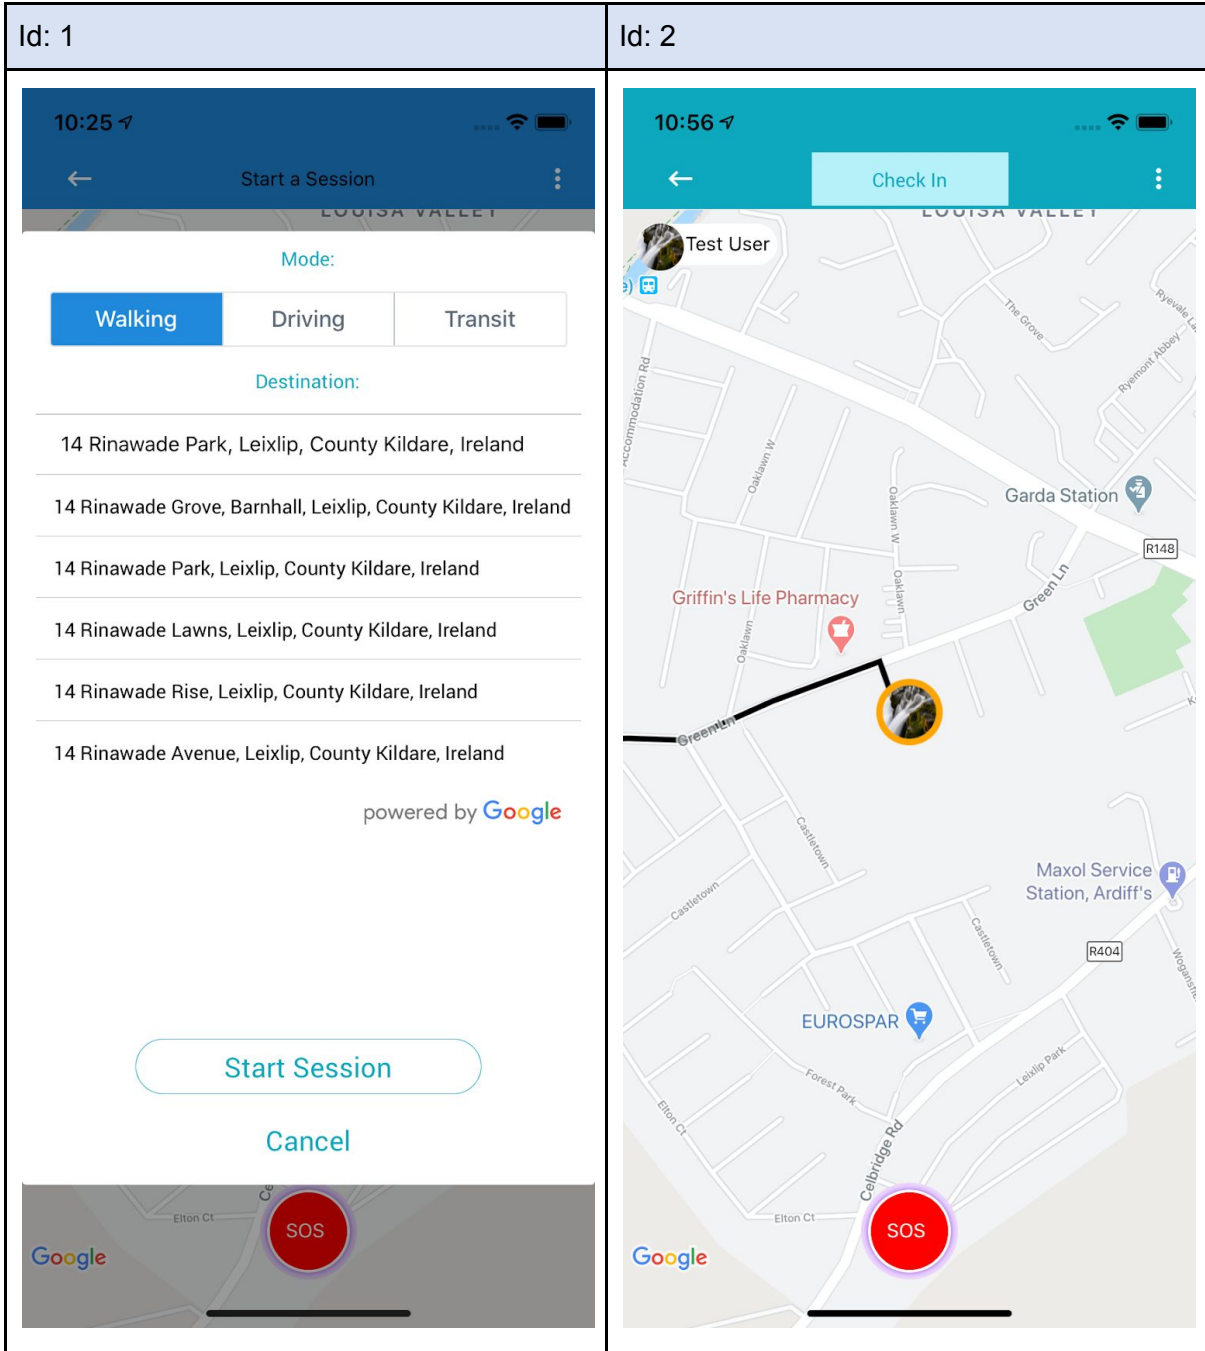 Id: 1
10:25
Start a Session
LOUISA VALLEY
Mode:
Walking
Driving
Transit
Destination:
14 Rinawade Park, Leixlip, County Kildare, Ireland
14 Rinawade Grove, Barnhall, Leixlip, County Kildare, Ireland
14 Rinawade Park, Leixlip, County Kildare, Ireland
14 Rinawade Lawns, Leixlip, County Kildare, Ireland
14 Rinawade Rise, Leixlip, County Kildare, Ireland
14 Rinawade Avenue, Leixlip, County Kildare, Ireland
powered by Google
Start Session
Cancel
Ce
Elton Ct
SOS
Google
Id: 2
10:56
Check In
LOUISA VALLEY
Test User
e)
The Grove
Ryevale La
Ryemont Abbey
Accommodation Rd
Oaklawn W
Oaklawn W
Garda Station
R148
Green Ln
Oaklawn
Griffin's Life Pharmacy
Oaklawn
Green Ln
Castletown
Maxol Service
Station, Ardiff's
Castletown
Castletown
R404
EUROSPAR
Forest Park
Leixlip Park
Elton Ct
Celbridge Rd
Elton Ct
SOS
Google